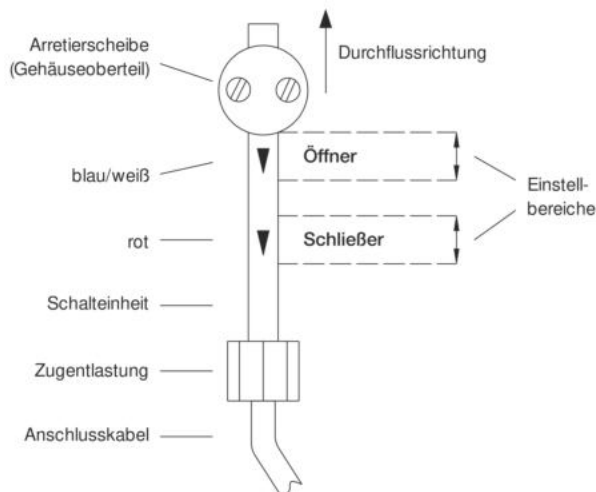 Arretierscheibe
(Gehäuseoberteil)
Durchflussrichtung
blau/weiß
Öffner
Einstell-
bereiche
rot
Schließer
Schalteinheit
Zugentlastung
Anschlusskabel